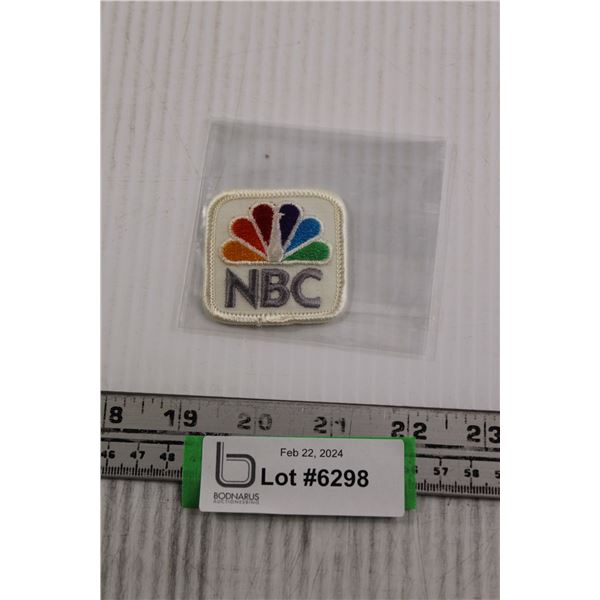 NBC
8 19 20 21 22 23
46 47 48 56 57 58
Feb 22, 2024
Lot #6298
BODNARUS
AUCTIONEERING